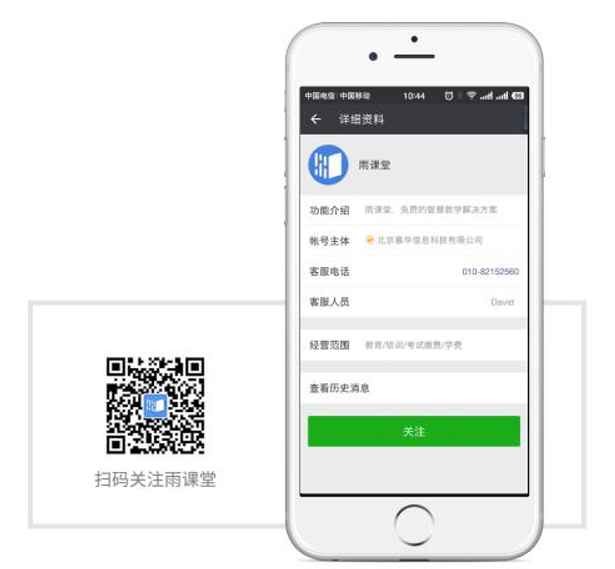 中国电信 中国移动 10:44 96
详细资料
雨课堂
功能介绍 雨课堂，免费的智慧教学解决方案
帐号主体 北京慕华信息科技有限公司
客服电话 010-82152560
客服人员 David
经营范围 教育/培训/考试缴费/学费
查看历史消息
关注
扫码关注雨课堂